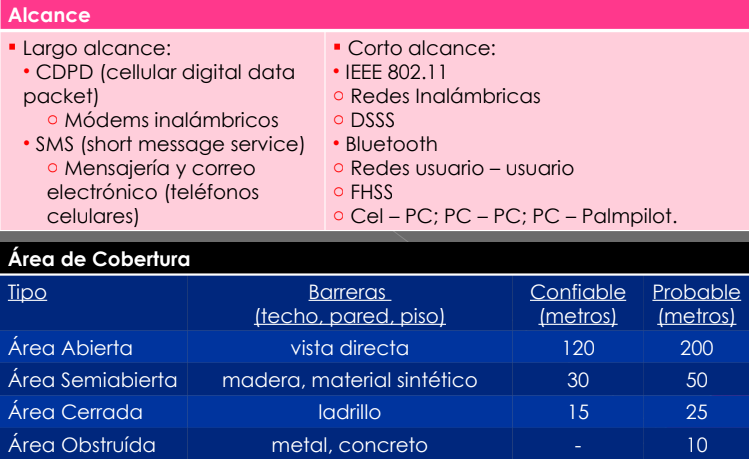 Alcance
▪ Largo alcance:
• CDPD (cellular digital data
packet)
○ Módems inalámbricos
• SMS (short message service)
○ Mensajería y correo
electrónico (teléfonos
celulares)
▪ Corto alcance:
• IEEE 802.11
○ Redes Inalámbricas
○ DSSS
• Bluetooth
○ Redes usuario – usuario
○ FHSS
○ Cel – PC; PC – PC; PC – Palmpilot.
Área de Cobertura
Tipo Barreras Confiable Probable
(techo, pared, piso) (metros) (metros)
Área Abierta vista directa 120 200
Área Semiabierta madera, material sintético 30 50
Área Cerrada ladrillo 15 25
Área Obstruída metal, concreto - 10